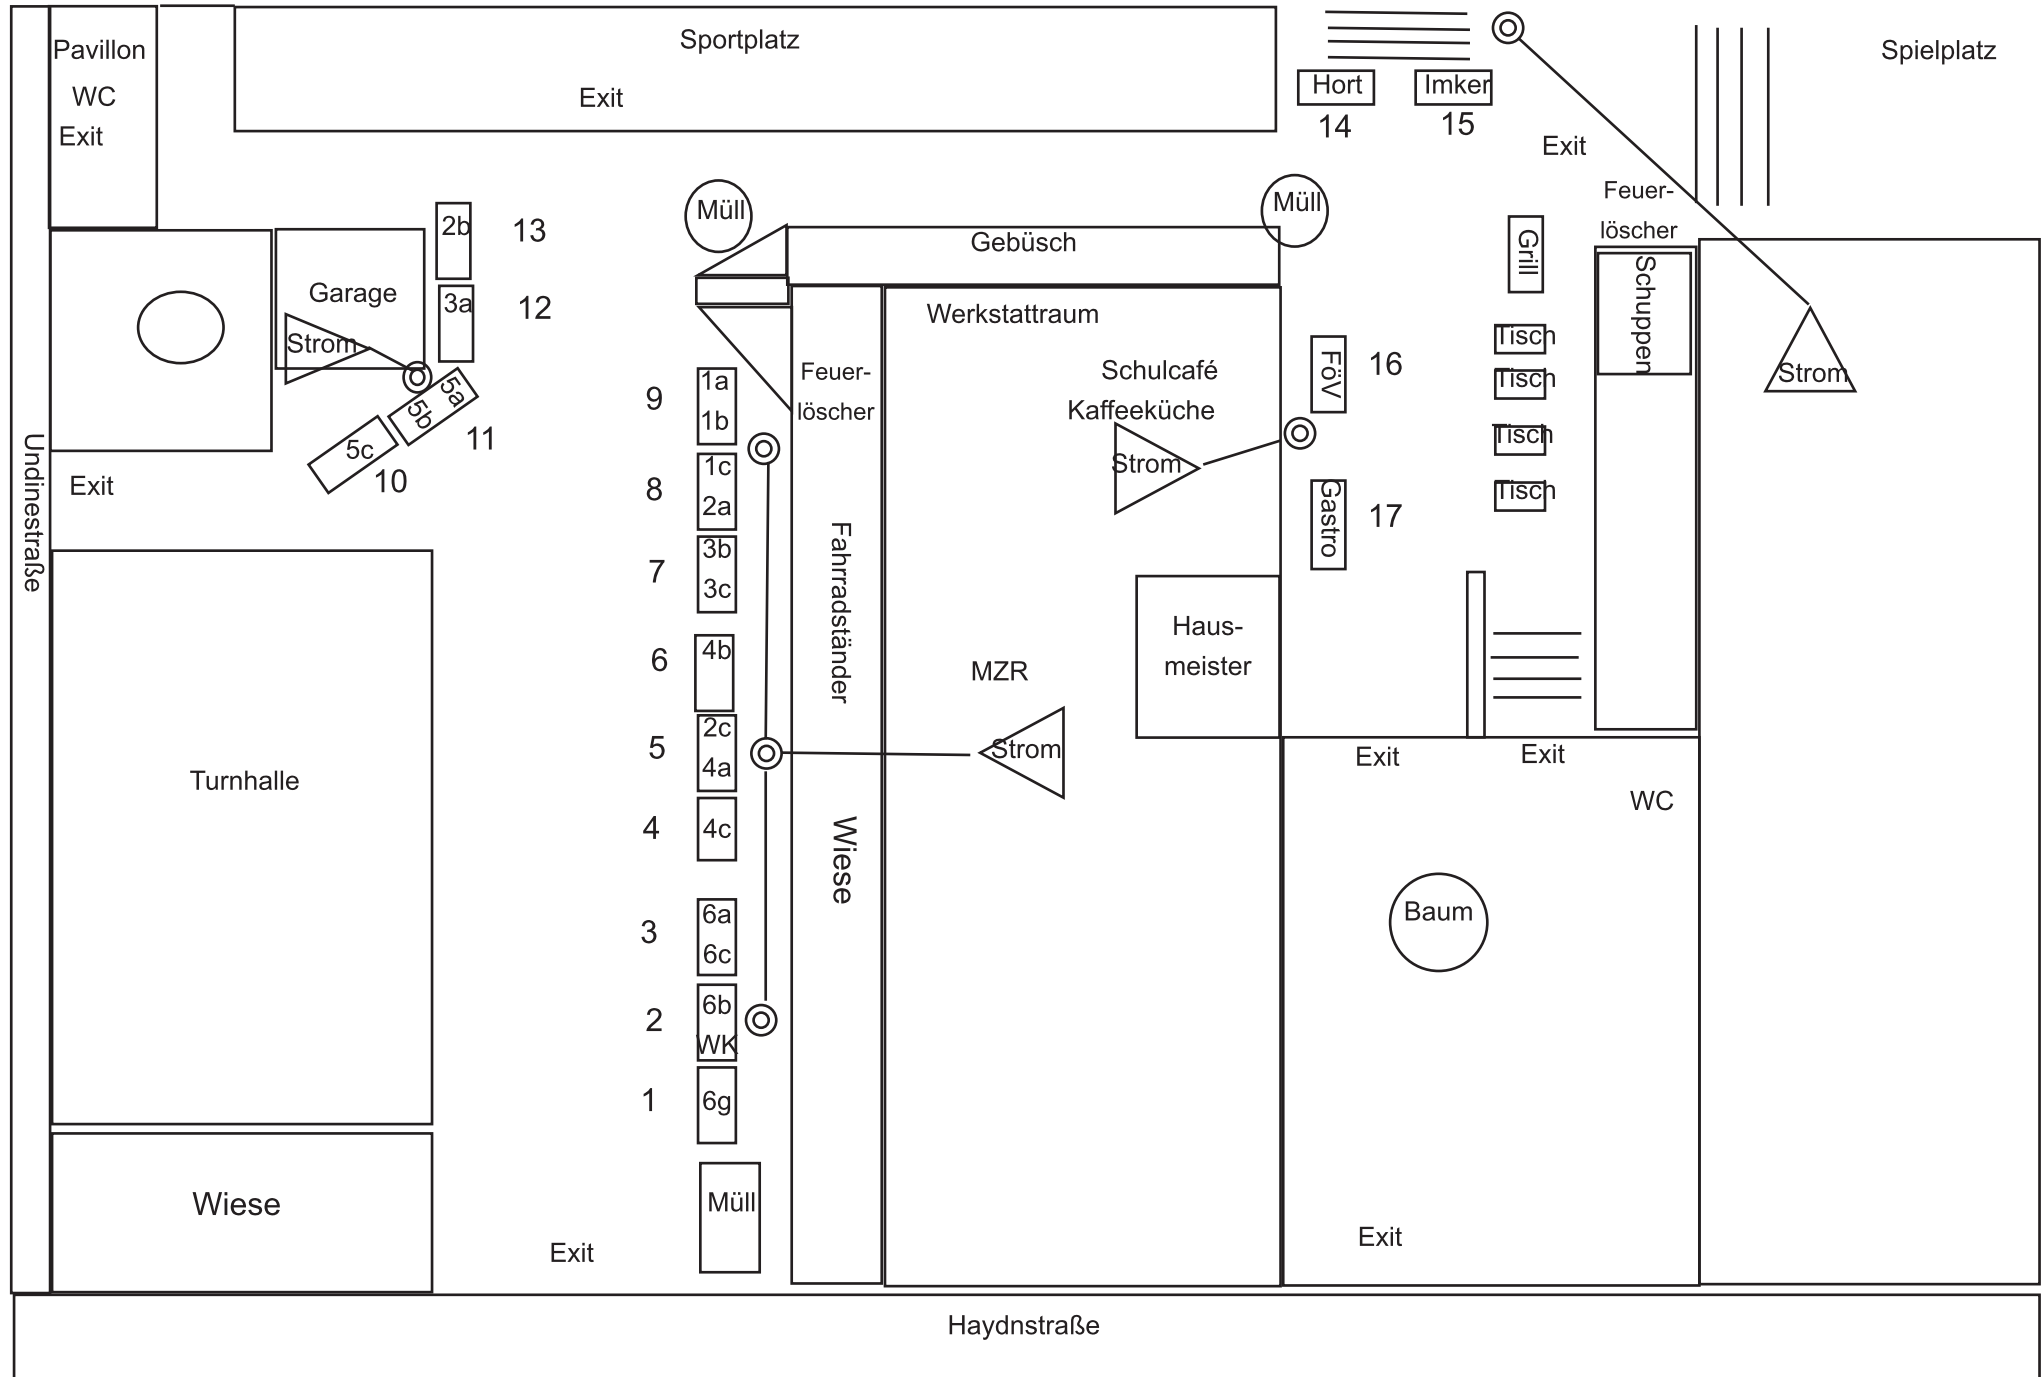 Sportplatz
Exit
Pavillon
WC
Exit
Hort
Imker
14
15
Exit
Spielplatz
Feuer-
löscher
2b
13
Müll
Müll
Gebüsch
Grill
Schuppen
Garage
3a
12
Strom
5a
5b
11
5c
10
Exit
Undinestraße
Werkstattraum
Feuer-
löscher
Schulcafé
Kaffeeküche
Strom
FöV
16
Gastro
17
Tisch
Tisch
Tisch
Tisch
Strom
9
1a
1b
8
1c
2a
7
3b
3c
6
4b
5
2c
4a
4
4c
3
6a
6c
2
6b
WK
1
6g
Müll
Fahrradständer
Wiese
MZR
Strom
Haus-
meister
Exit
Exit
WC
Baum
Exit
Turnhalle
Wiese
Exit
Haydnstraße